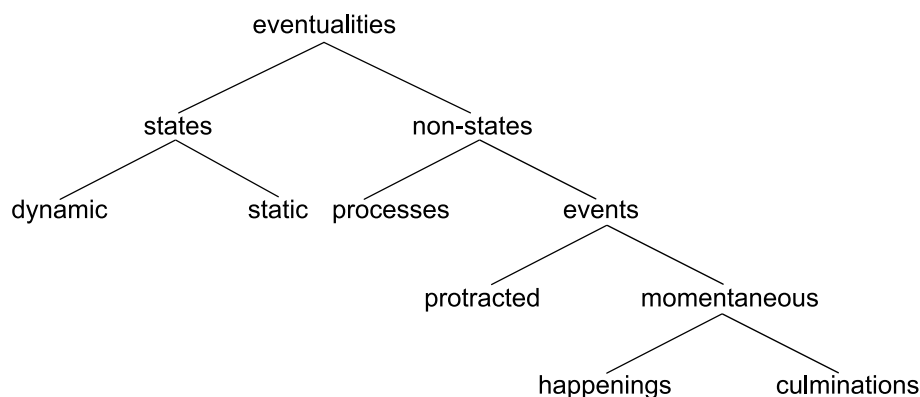 eventualities
states non-states
dynamic static processes events
protracted momentaneous
happenings culminations